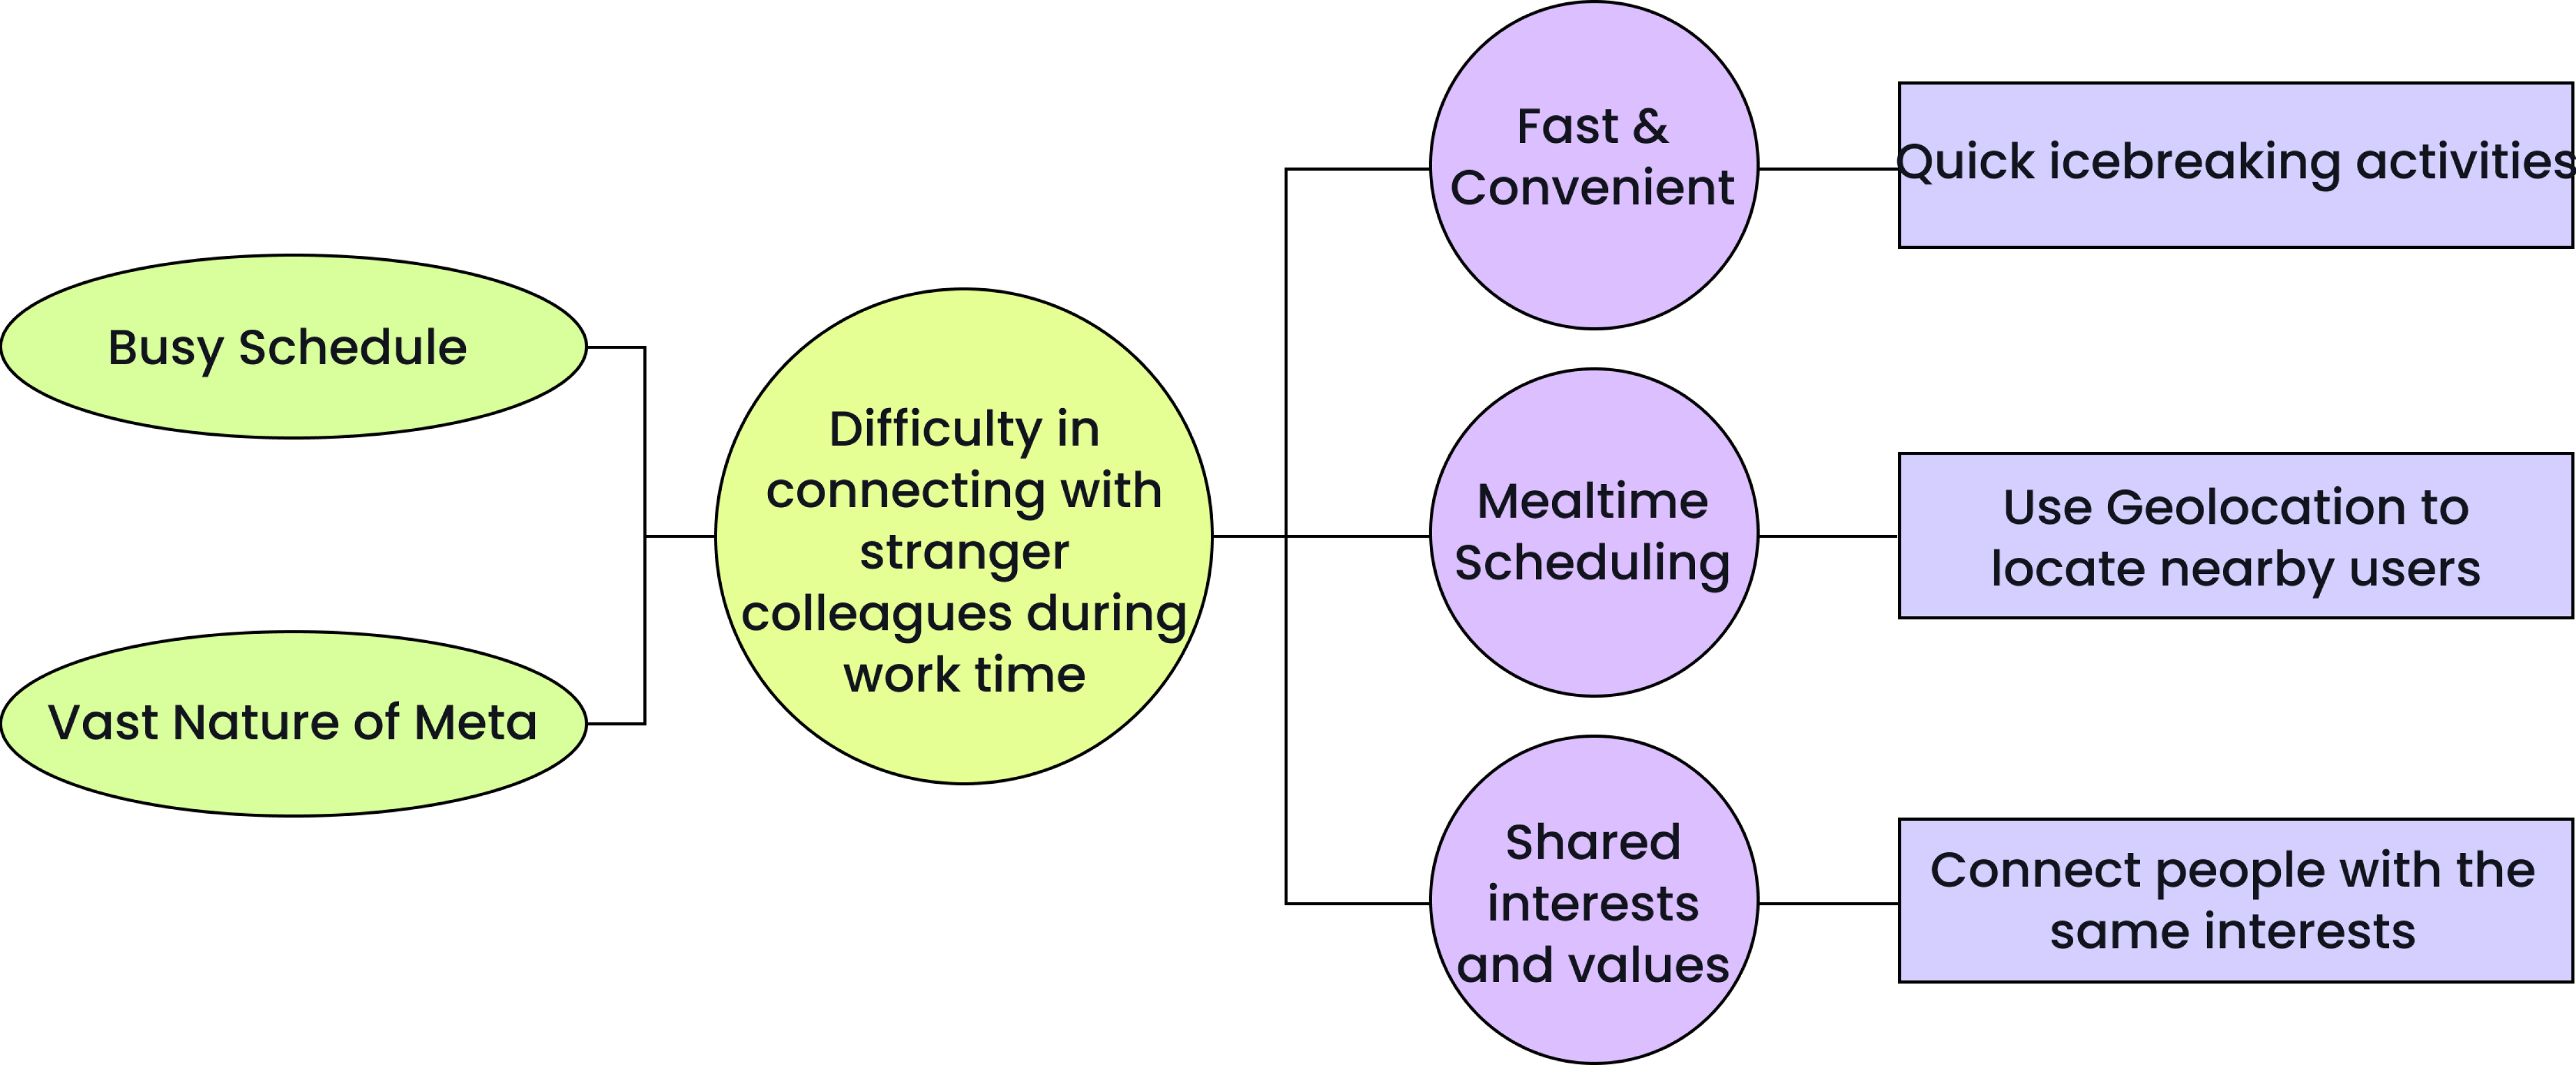 Busy Schedule
Vast Nature of Meta
Difficulty in
connecting with
stranger
colleagues during
work time
Fast &
Convenient
Quick icebreaking activities
Mealtime
Scheduling
Use Geolocation to
locate nearby users
Shared
interests
and values
Connect people with the
same interests